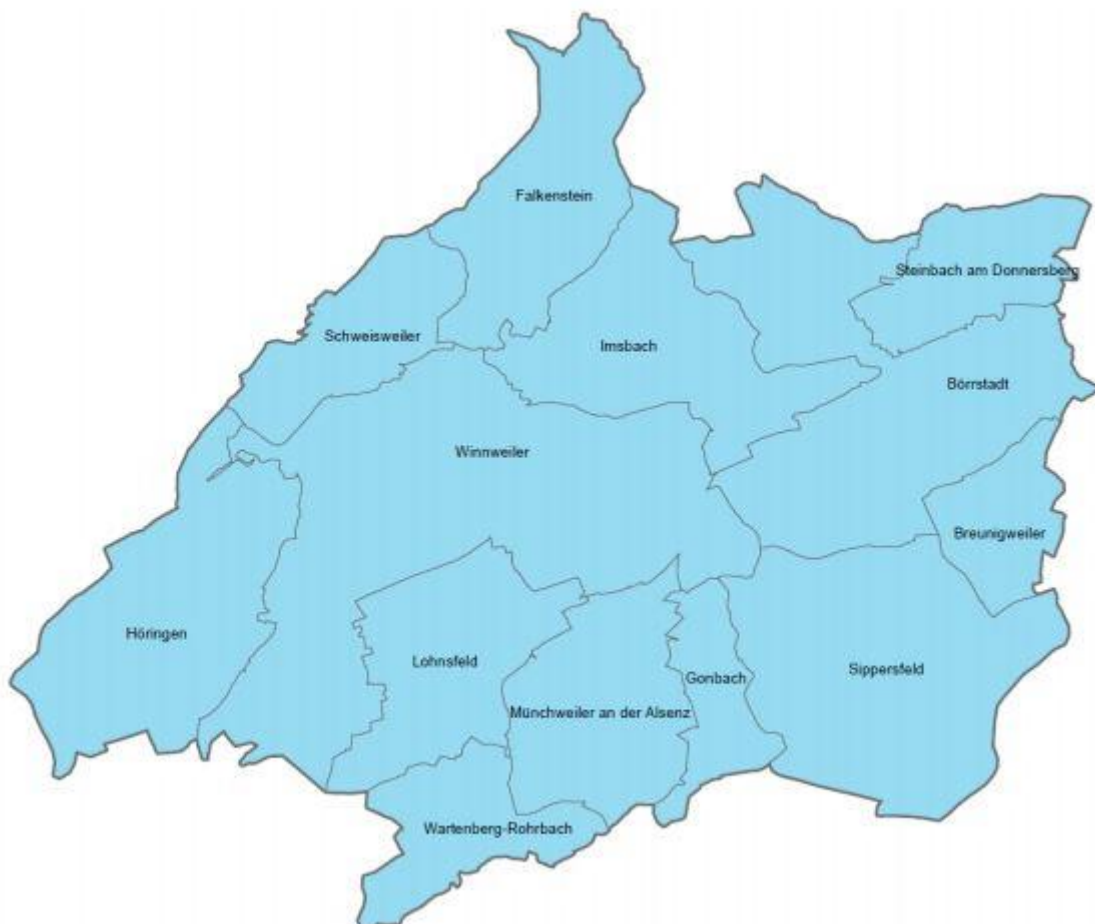 Falkenstein
Steinbach am Donnersberg
Schweisweiler
Imsbach
Börrstadt
Winnweiler
Breunigweiler
Höringen
Lohnsfeld
Sippersfeld
Gonbach
Münchweiler an der Alsenz
Wartenberg-Rohrbach